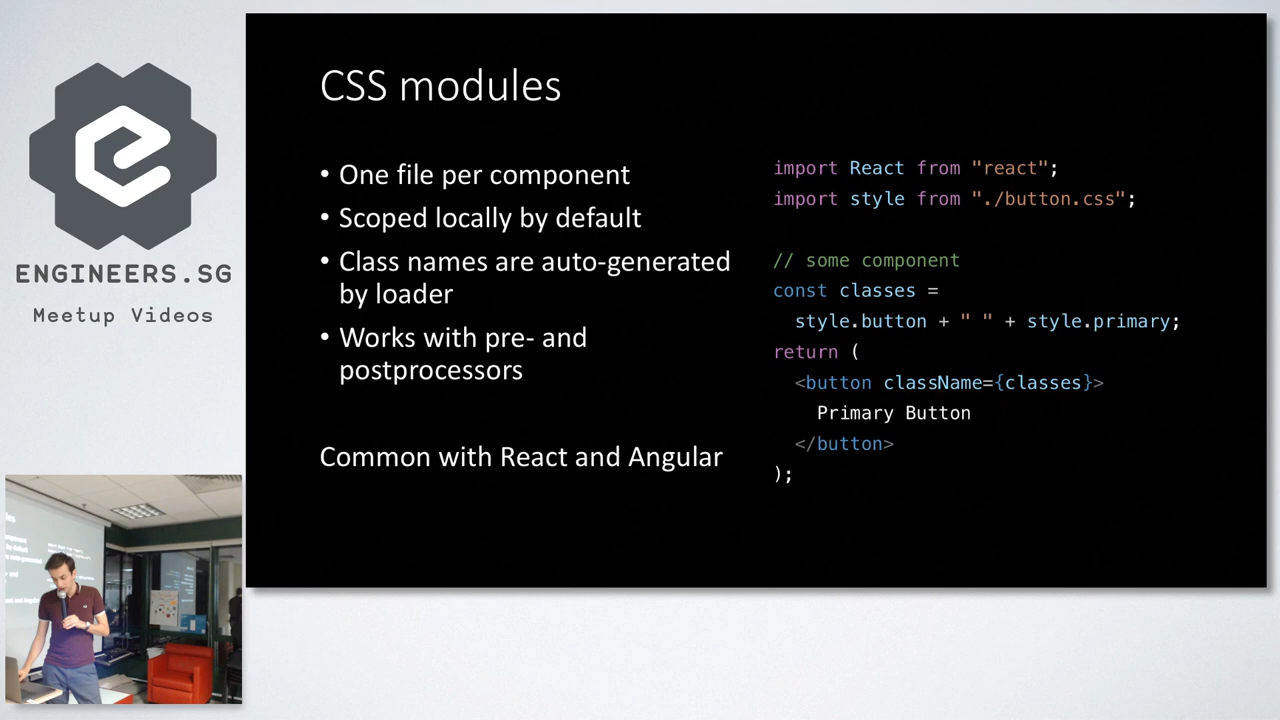 ENGINEERS.SG
Meetup Videos
CSS modules
• One file per component
• Scoped locally by default
• Class names are auto-generated
by loader
• Works with pre- and
postprocessors
Common with React and Angular
import React from "react";
import style from "./button.css";
// some component
const classes =
style.button + " " + style.primary;
return (
<button className={classes}>
Primary Button
</button>
);